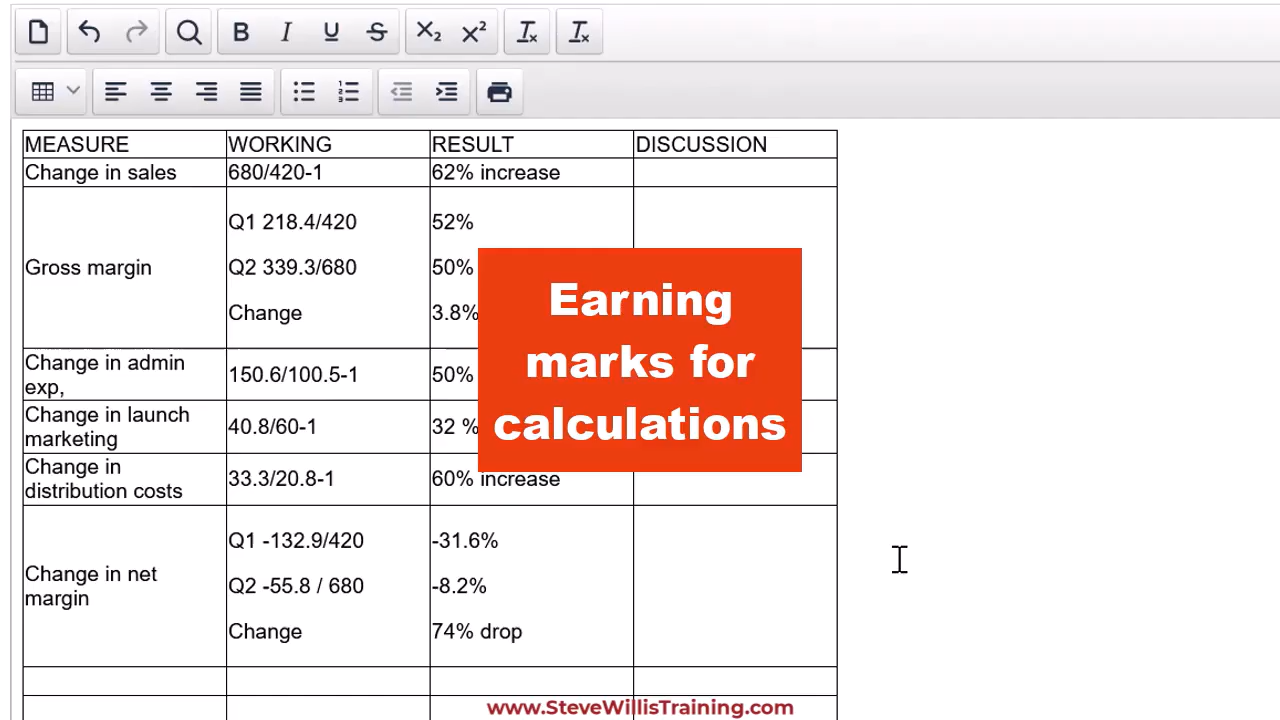 MEASURE WORKING RESULT DISCUSSION
Change in sales 680/420-1 62% increase
Gross margin
Q1 218.4/420 52%
Q2 339.3/680 50%
Change 3.8%
Change in admin
exp,
150.6/100.5-1 50%
Change in launch
marketing
40.8/60-1 32 %
Change in
distribution costs
33.3/20.8-1 60% increase
Change in net
margin
Q1 -132.9/420 -31.6%
Q2 -55.8 / 680 -8.2%
Change 74% drop
Earning
marks for
calculations
www.SteveWillisTraining.com